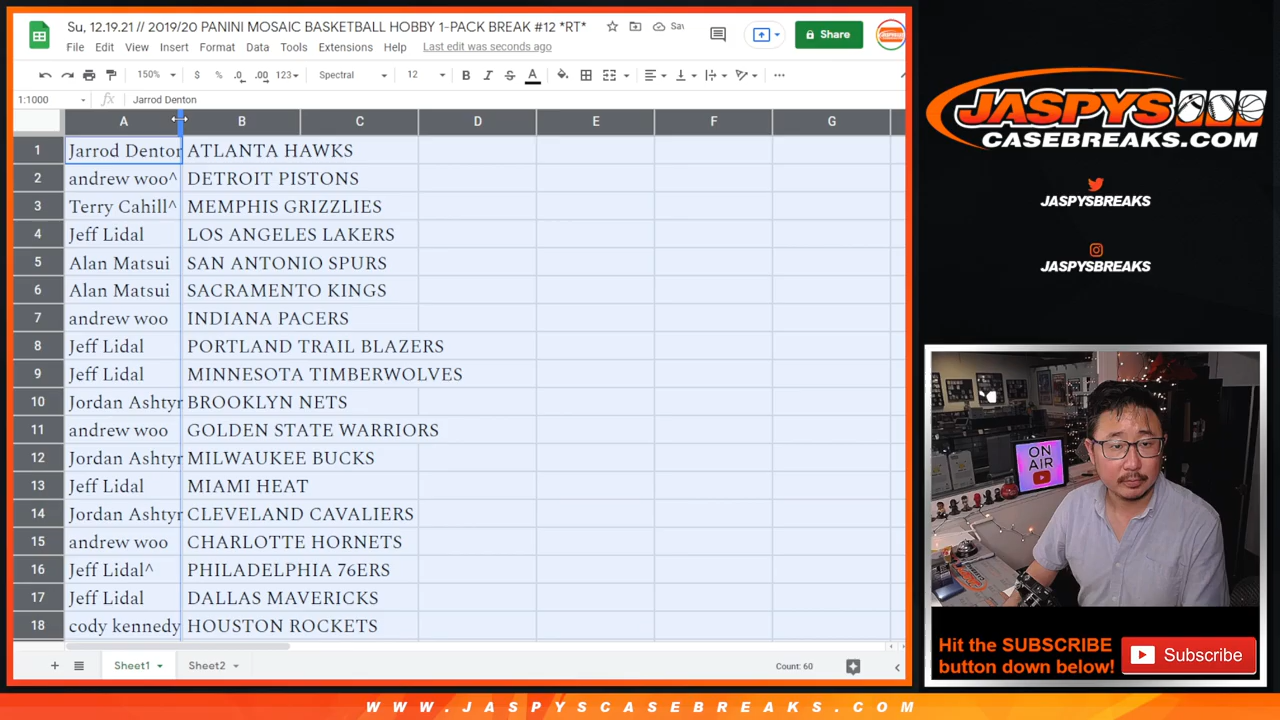 Su, 12.19.21 // 2019/20 PANINI MOSAIC BASKETBALL HOBBY 1-PACK BREAK #12 *RT*
File Edit View Insert Format Data Tools Extensions Help Last edit was seconds ago
Share
150% $ % .0 .00 123 Spectral 12 B I S A
1:1000 fx Jarrod Denton
A B C D E F G
1 Jarrod Denton ATLANTA HAWKS
2 andrew woo^ DETROIT PISTONS
3 Terry Cahill^ MEMPHIS GRIZZLIES
4 Jeff Lidal LOS ANGELES LAKERS
5 Alan Matsui SAN ANTONIO SPURS
6 Alan Matsui SACRAMENTO KINGS
7 andrew woo INDIANA PACERS
8 Jeff Lidal PORTLAND TRAIL BLAZERS
9 Jeff Lidal MINNESOTA TIMBERWOLVES
10 Jordan Ashtyr BROOKLYN NETS
11 andrew woo GOLDEN STATE WARRIORS
12 Jordan Ashtyr MILWAUKEE BUCKS
13 Jeff Lidal MIAMI HEAT
14 Jordan Ashtyr CLEVELAND CAVALIERS
15 andrew woo CHARLOTTE HORNETS
16 Jeff Lidal^ PHILADELPHIA 76ERS
17 Jeff Lidal DALLAS MAVERICKS
18 cody kennedy HOUSTON ROCKETS
Sheet1 Sheet2 Count: 60
JASPYS
CASEBREAKS.COM
JASPYSBREAKS
JASPYSBREAKS
ON
AIR
Hit the SUBSCRIBE
button down below!
Subscribe
WWW.JASPYSCASEBREAKS.COM